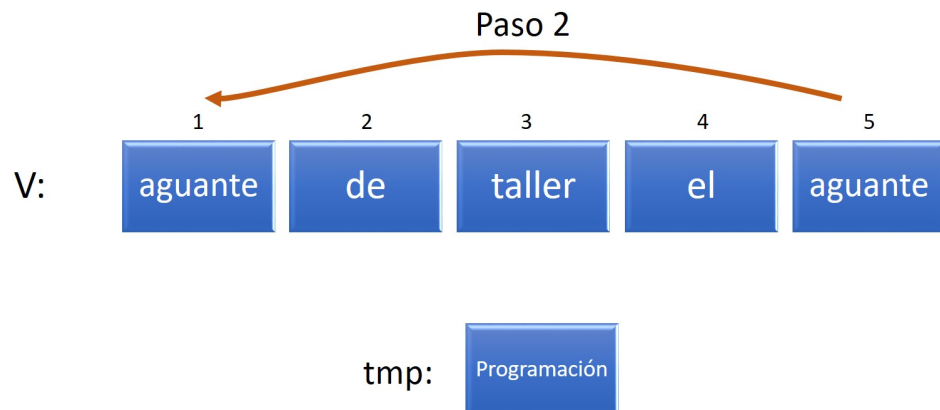 Paso 2
1 2 3 4 5
V: aguante de taller el aguante
tmp: Programación